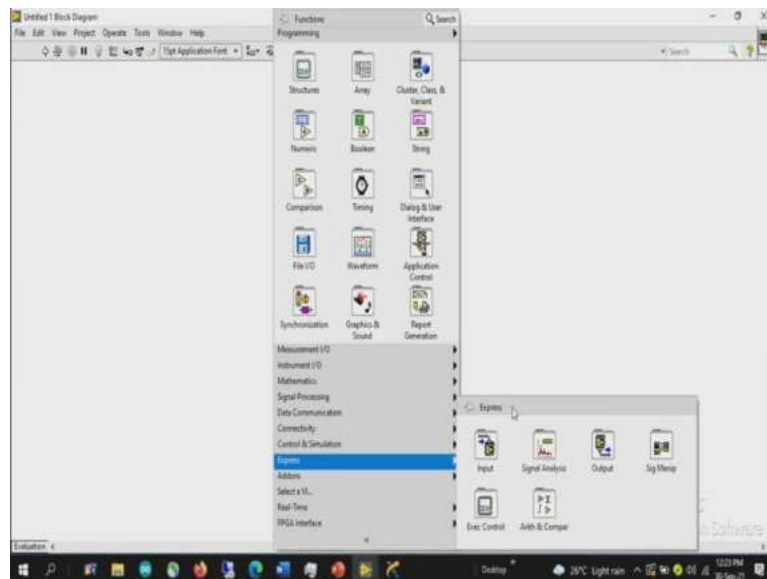 Untitled 1 Block Diagram
File Edit View Project Operate Tools Window Help
15pt Application Font
Search
Functions
Search
Programming
Structures
Array
Cluster, Class, & Variant
Numeric
Boolean
String
Comparison
Timing
Dialog & User Interface
File I/O
Waveform
Application Control
Synchronization
Graphics & Sound
Report Generation
Measurement I/O
Instrument I/O
Mathematics
Signal Processing
Data Communication
Connectivity
Control & Simulation
Express
Addons
Select a VI...
Real-Time
FPGA Interface
Express
Input
Signal Analysis
Output
Sig Manip
Exec Control
Arith & Compar
Evaluation
Desktop
26°C Light rain
12:23 PM
30-Sep-21